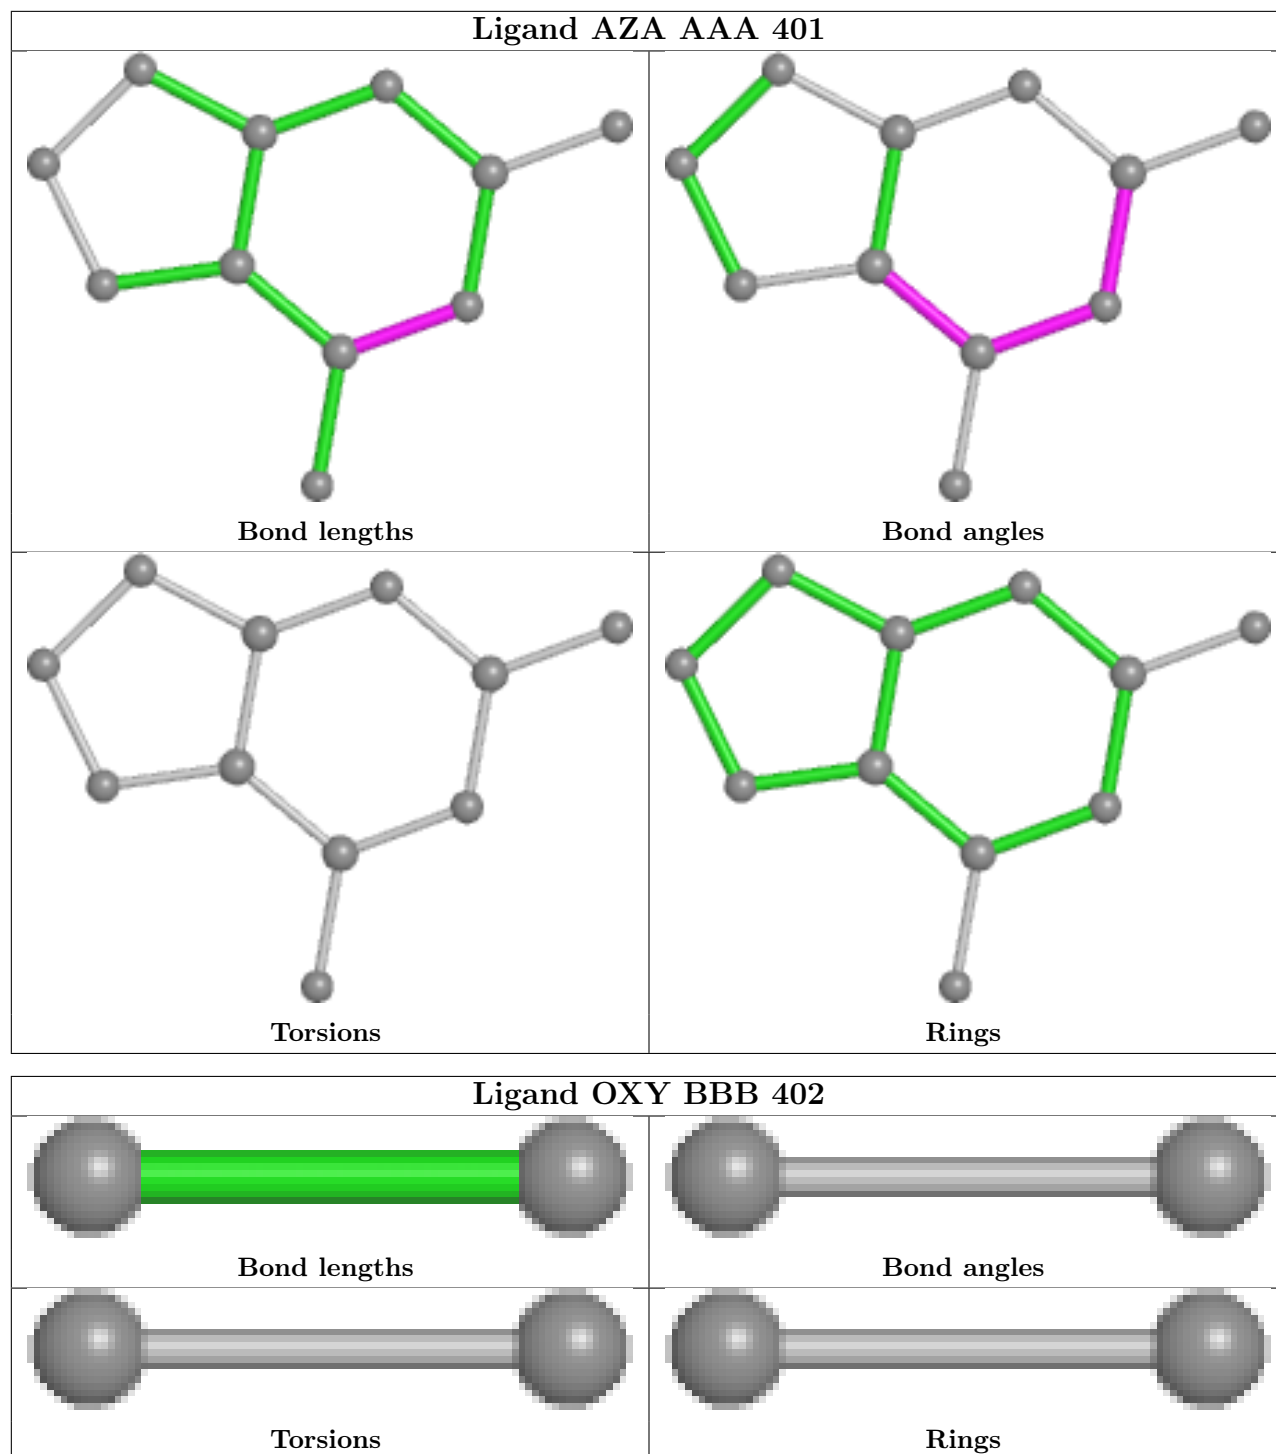 Ligand AZA AAA 401
Bond lengths
Bond angles
Torsions
Rings
Ligand OXY BBB 402
Bond lengths
Bond angles
Torsions
Rings